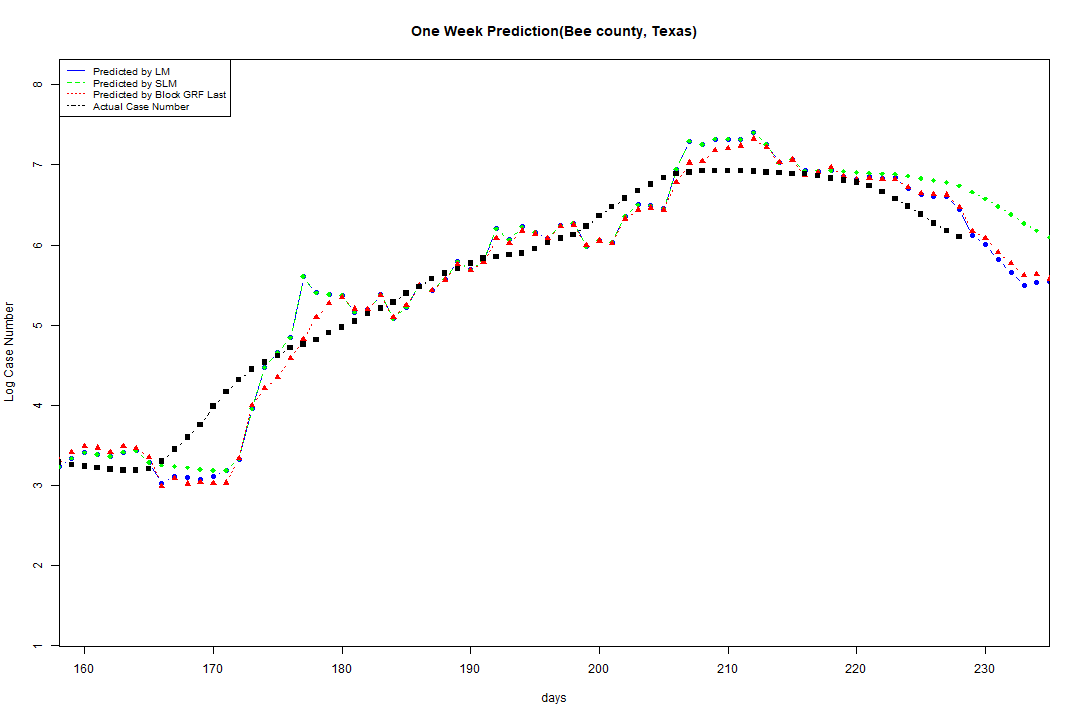 One Week Prediction(Bee county, Texas)
Predicted by LM
Predicted by SLM
Predicted by Block GRF Last
Actual Case Number
8
7
6
5
4
3
2
1
Log Case Number
160 170 180 190 200 210 220 230
days